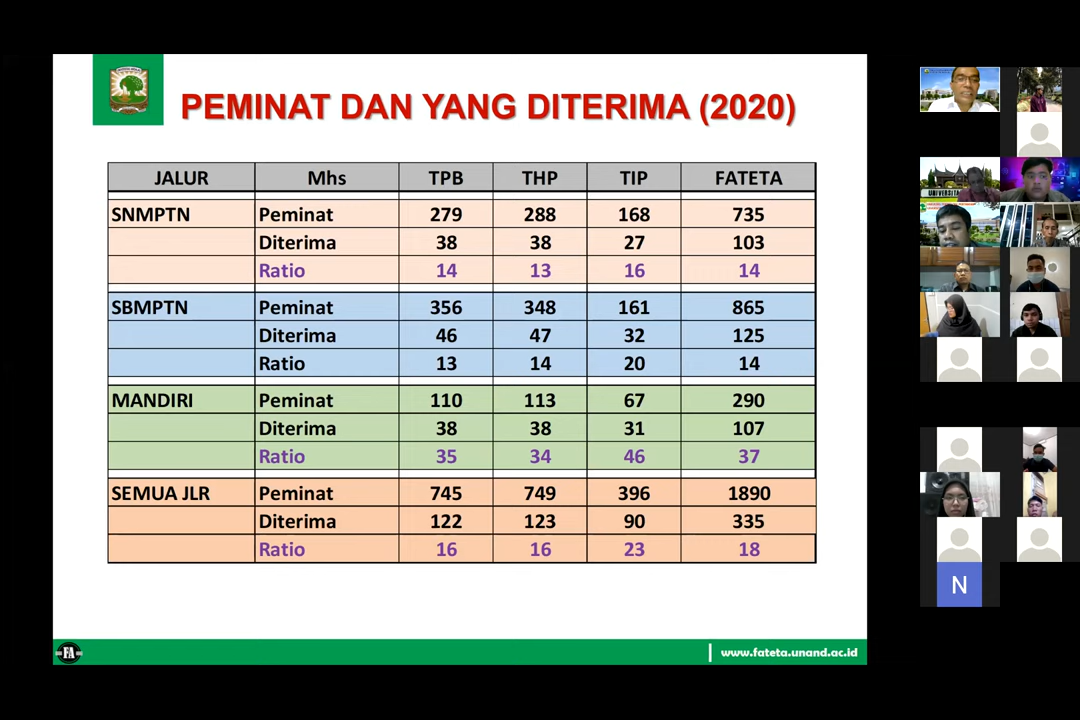 PEMINAT DAN YANG DITERIMA (2020)
JALUR Mhs TPB THP TIP FATETA
SNMPTN Peminat 279 288 168 735
Diterima 38 38 27 103
Ratio 14 13 16 14
SBMPTN Peminat 356 348 161 865
Diterima 46 47 32 125
Ratio 13 14 20 14
MANDIRI Peminat 110 113 67 290
Diterima 38 38 31 107
Ratio 35 34 46 37
SEMUA JLR Peminat 745 749 396 1890
Diterima 122 123 90 335
Ratio 16 16 23 18
FA
www.fateta.unand.ac.id
N